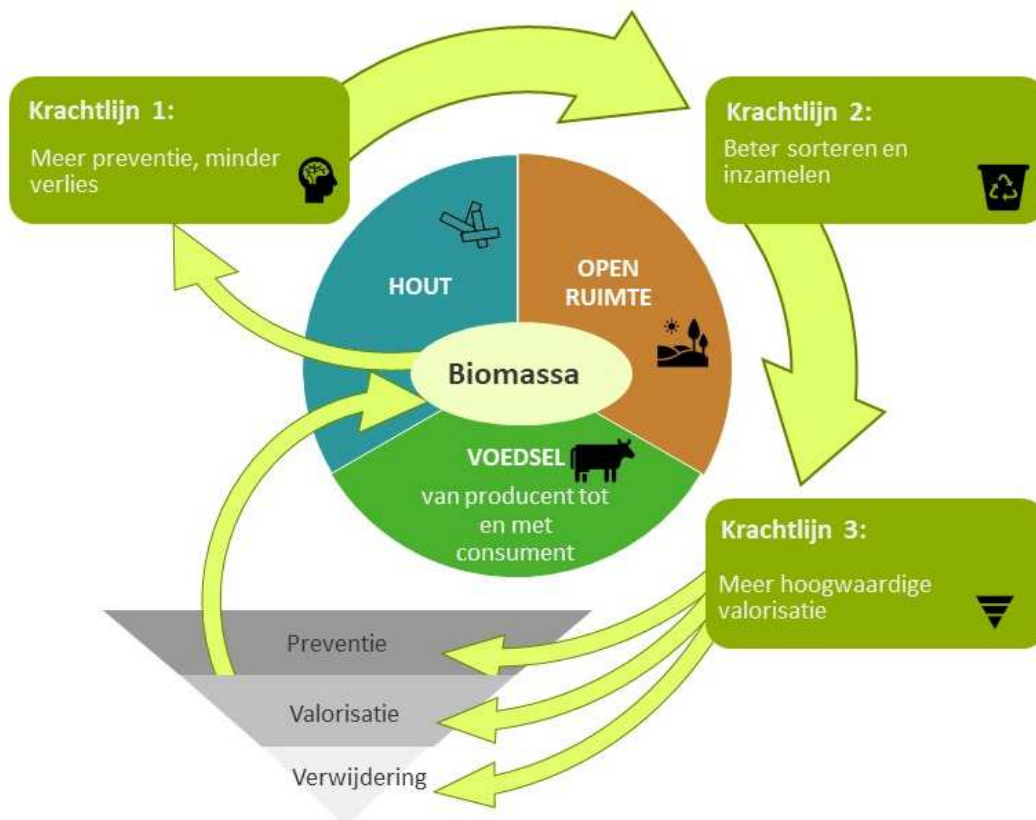 Krachtlijn 1:
Meer preventie, minder
verlies
Krachtlijn 2:
Beter sorteren en
inzamelen
HOUT
OPEN
RUIMTE
Biomassa
VOEDSEL
van producent tot
en met
consument
Krachtlijn 3:
Meer hoogwaardige
valorisatie
Preventie
Valorisatie
Verwijdering